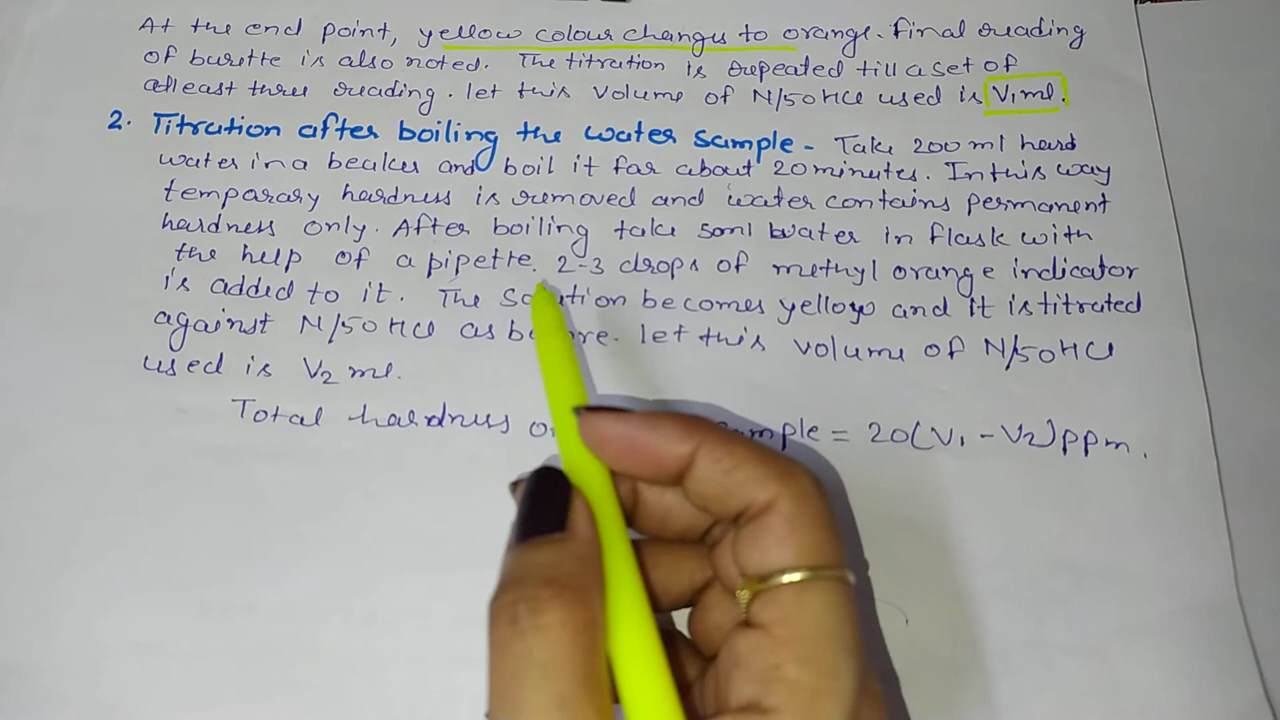 At the end point, yellow colour changes to orange. Final reading
of burette is also noted. The titration is repeated till a set of
atleast three reading. let this volume of N/50 HCl used is V1 ml.
2. Titration after boiling the water sample - Take 200 ml hard
water in a beaker and boil it for about 20 minutes. In this way
temporary hardness is removed and water contains permanent
hardness only. After boiling take 50ml water in flask with
the help of a pipette. 2-3 drops of methyl orange indicator
is added to it. The solution becomes yellow and it is titrated
against N/50 HCl as before. let this volume of N/50 HCl
used is V2 ml.
Total hardness = 20(V1 - V2) ppm.